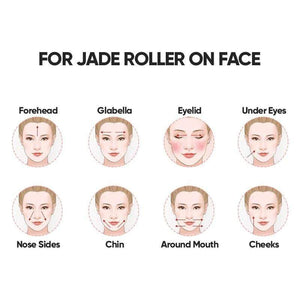 FOR JADE ROLLER ON FACE
Forehead
Glabella
Eyelid
Under Eyes
Nose Sides
Chin
Around Mouth
Cheeks